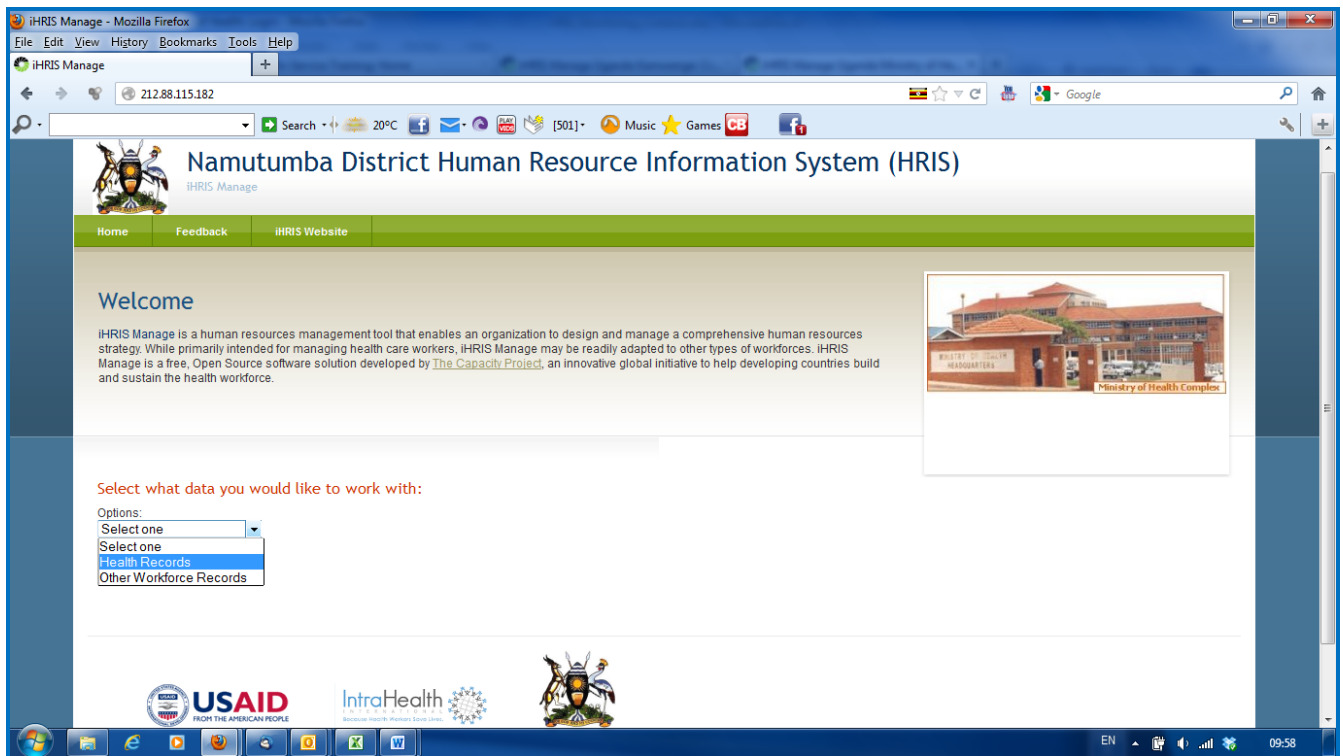 iHRIS Manage - Mozilla Firefox
File Edit View History Bookmarks Tools Help
iHRIS Manage
212.88.115.182
Google
Search 20°C [501] Music Games CB
Namutumba District Human Resource Information System (HRIS)
iHRIS Manage
Home Feedback iHRIS Website
Welcome
iHRIS Manage is a human resources management tool that enables an organization to design and manage a comprehensive human resources
strategy. While primarily intended for managing health care workers, iHRIS Manage may be readily adapted to other types of workforces. iHRIS
Manage is a free, Open Source software solution developed by The Capacity Project, an innovative global initiative to help developing countries build
and sustain the health workforce.
MINISTRY OF HEALTH
HEADQUARTERS
Ministry of Health Complex
Select what data you would like to work with:
Options:
Select one
Select one
Health Records
Other Workforce Records
USAID
FROM THE AMERICAN PEOPLE
IntraHealth
INTERNATIONAL
Because Health Workers Save Lives.
EN 09:58